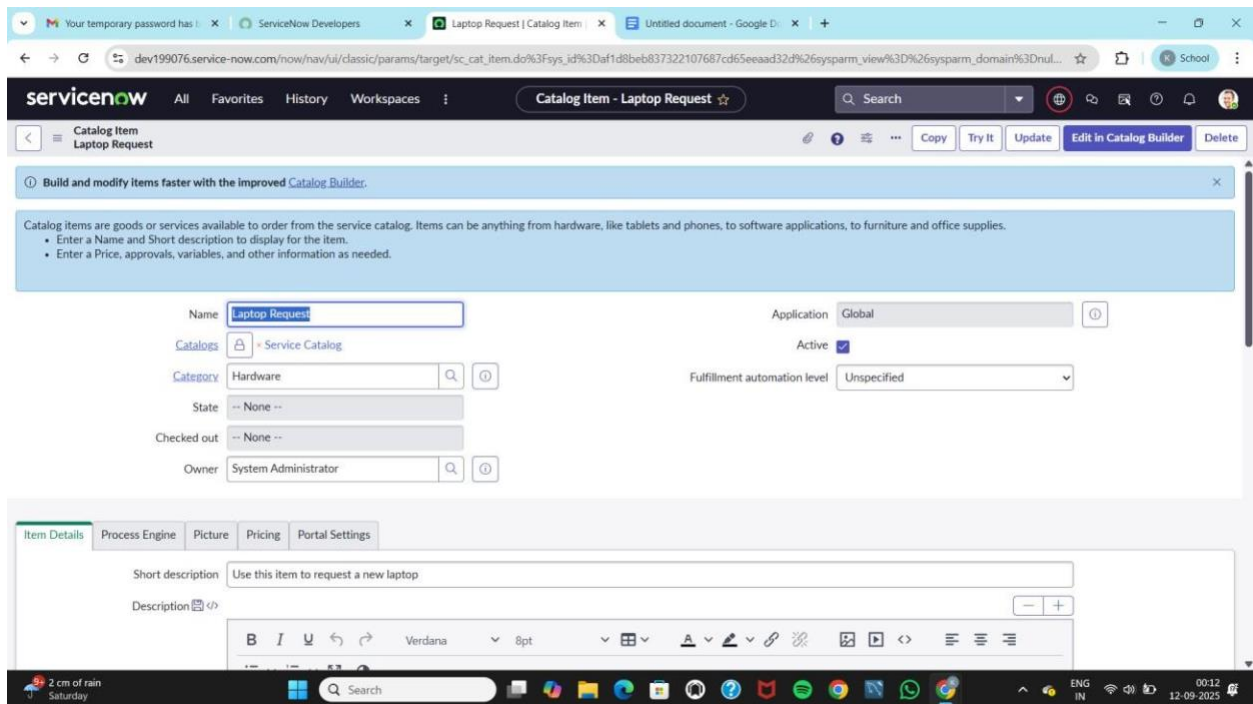 Your temporary password has b
ServiceNow Developers
Laptop Request | Catalog Item
Untitled document - Google D
dev199076.service-now.com/now/nav/ui/classic/params/target/sc_cat_item.do%3Fsys_id%3Daf1d8beb837322107687cd65eeaad32d%26sysparm_view%3D%26sysparm_domain%3Dnul...
School
servicenow All Favorites History Workspaces
Catalog Item - Laptop Request
Search
Catalog Item
Laptop Request
Copy Try It Update Edit in Catalog Builder Delete
Build and modify items faster with the improved Catalog Builder.
Catalog items are goods or services available to order from the service catalog. Items can be anything from hardware, like tablets and phones, to software applications, to furniture and office supplies.
• Enter a Name and Short description to display for the item.
• Enter a Price, approvals, variables, and other information as needed.
Name Laptop Request
Application Global
Catalogs Service Catalog
Active
Category Hardware
Fulfillment automation level Unspecified
State -- None --
Checked out -- None --
Owner System Administrator
Item Details Process Engine Picture Pricing Portal Settings
Short description Use this item to request a new laptop
Description
B I U Verdana 8pt A
9+ 2 cm of rain
Saturday
Search
ENG
IN
00:12
12-09-2025